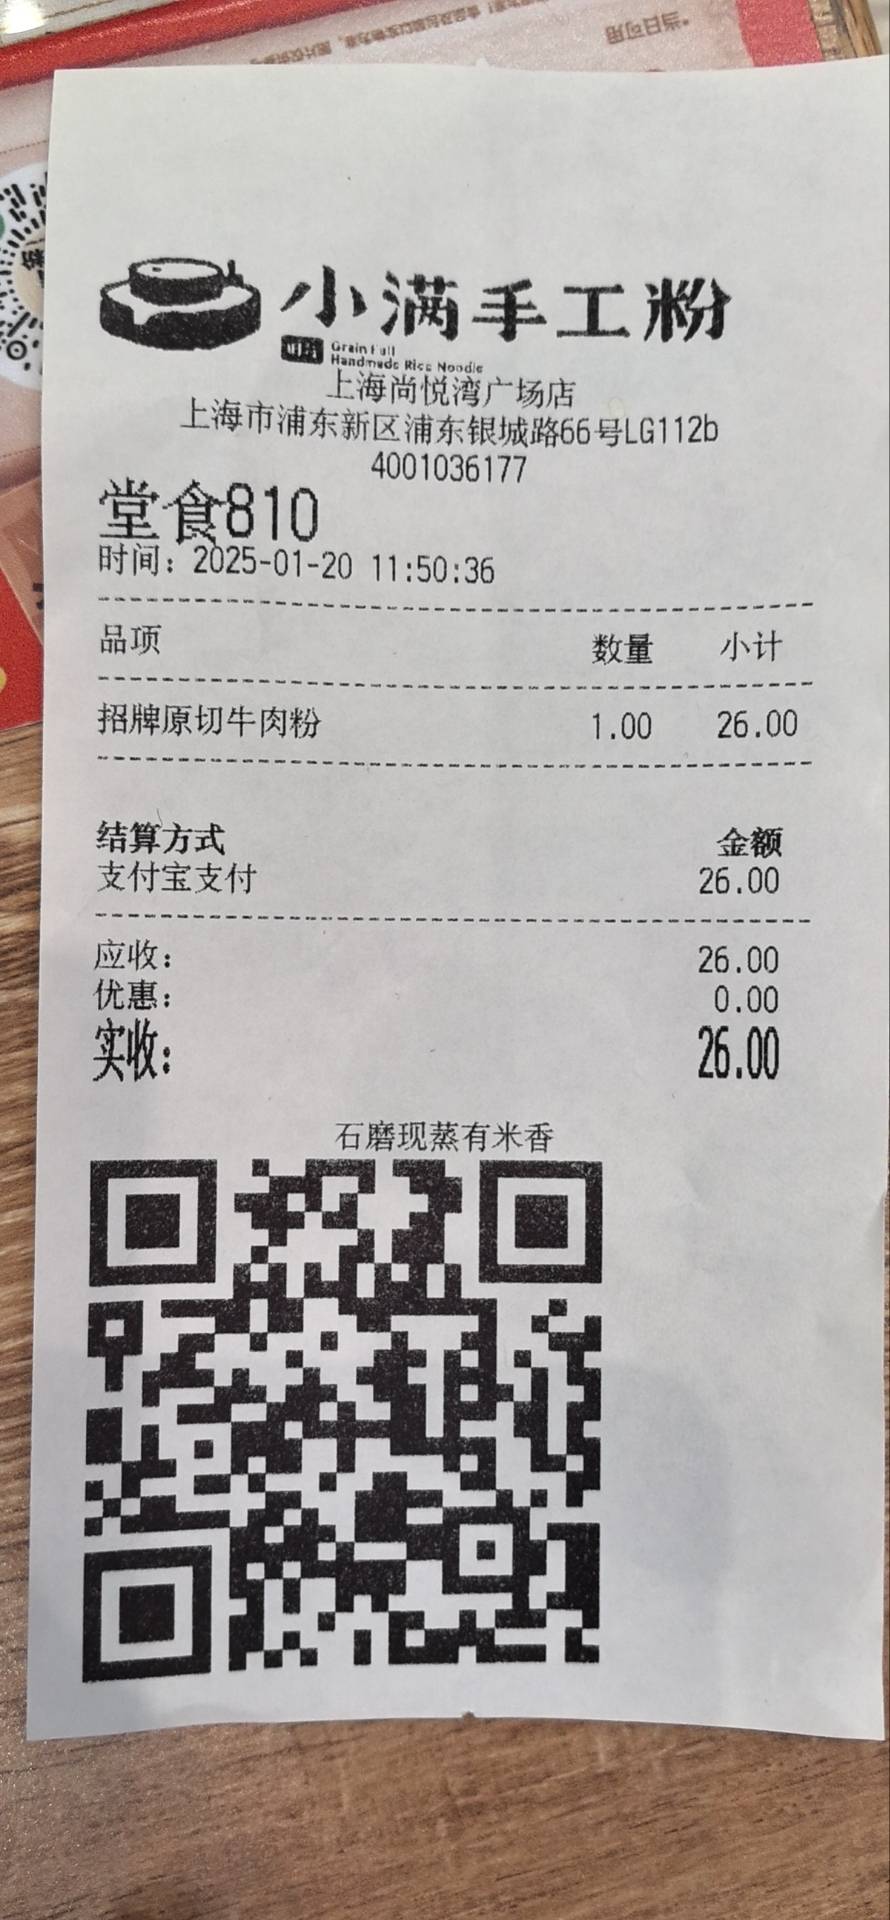 *当日可用
小满手工粉
Grain Full
Handmade Rice Noodle
上海尚悦湾广场店
上海市浦东新区浦东银城路66号LG112b
4001036177
堂食810
时间：2025-01-20 11:50:36
品项 数量 小计
招牌原切牛肉粉 1.00 26.00
结算方式 金额
支付宝支付 26.00
应收： 26.00
优惠： 0.00
实收： 26.00
石磨现蒸有米香